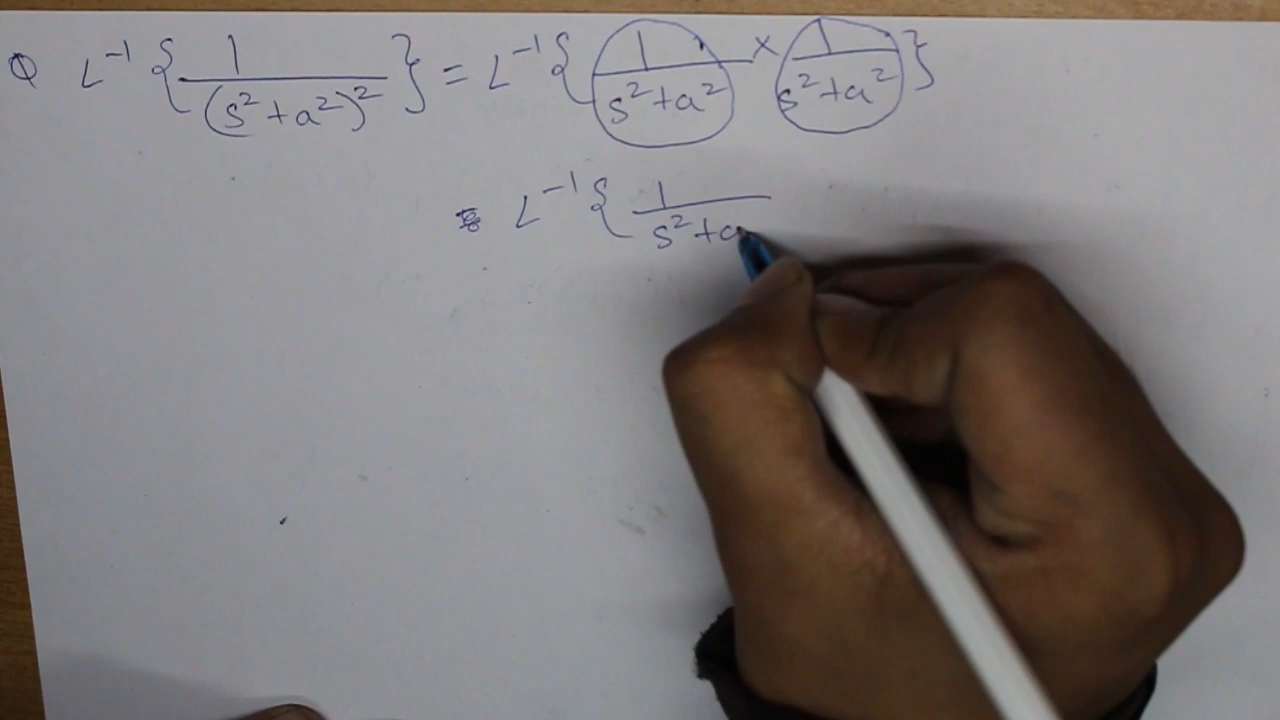 Q L⁻¹{1/(s²+a²)²} = L⁻¹{1/s²+a² × 1/s²+a²}
L⁻¹{1/s²+a